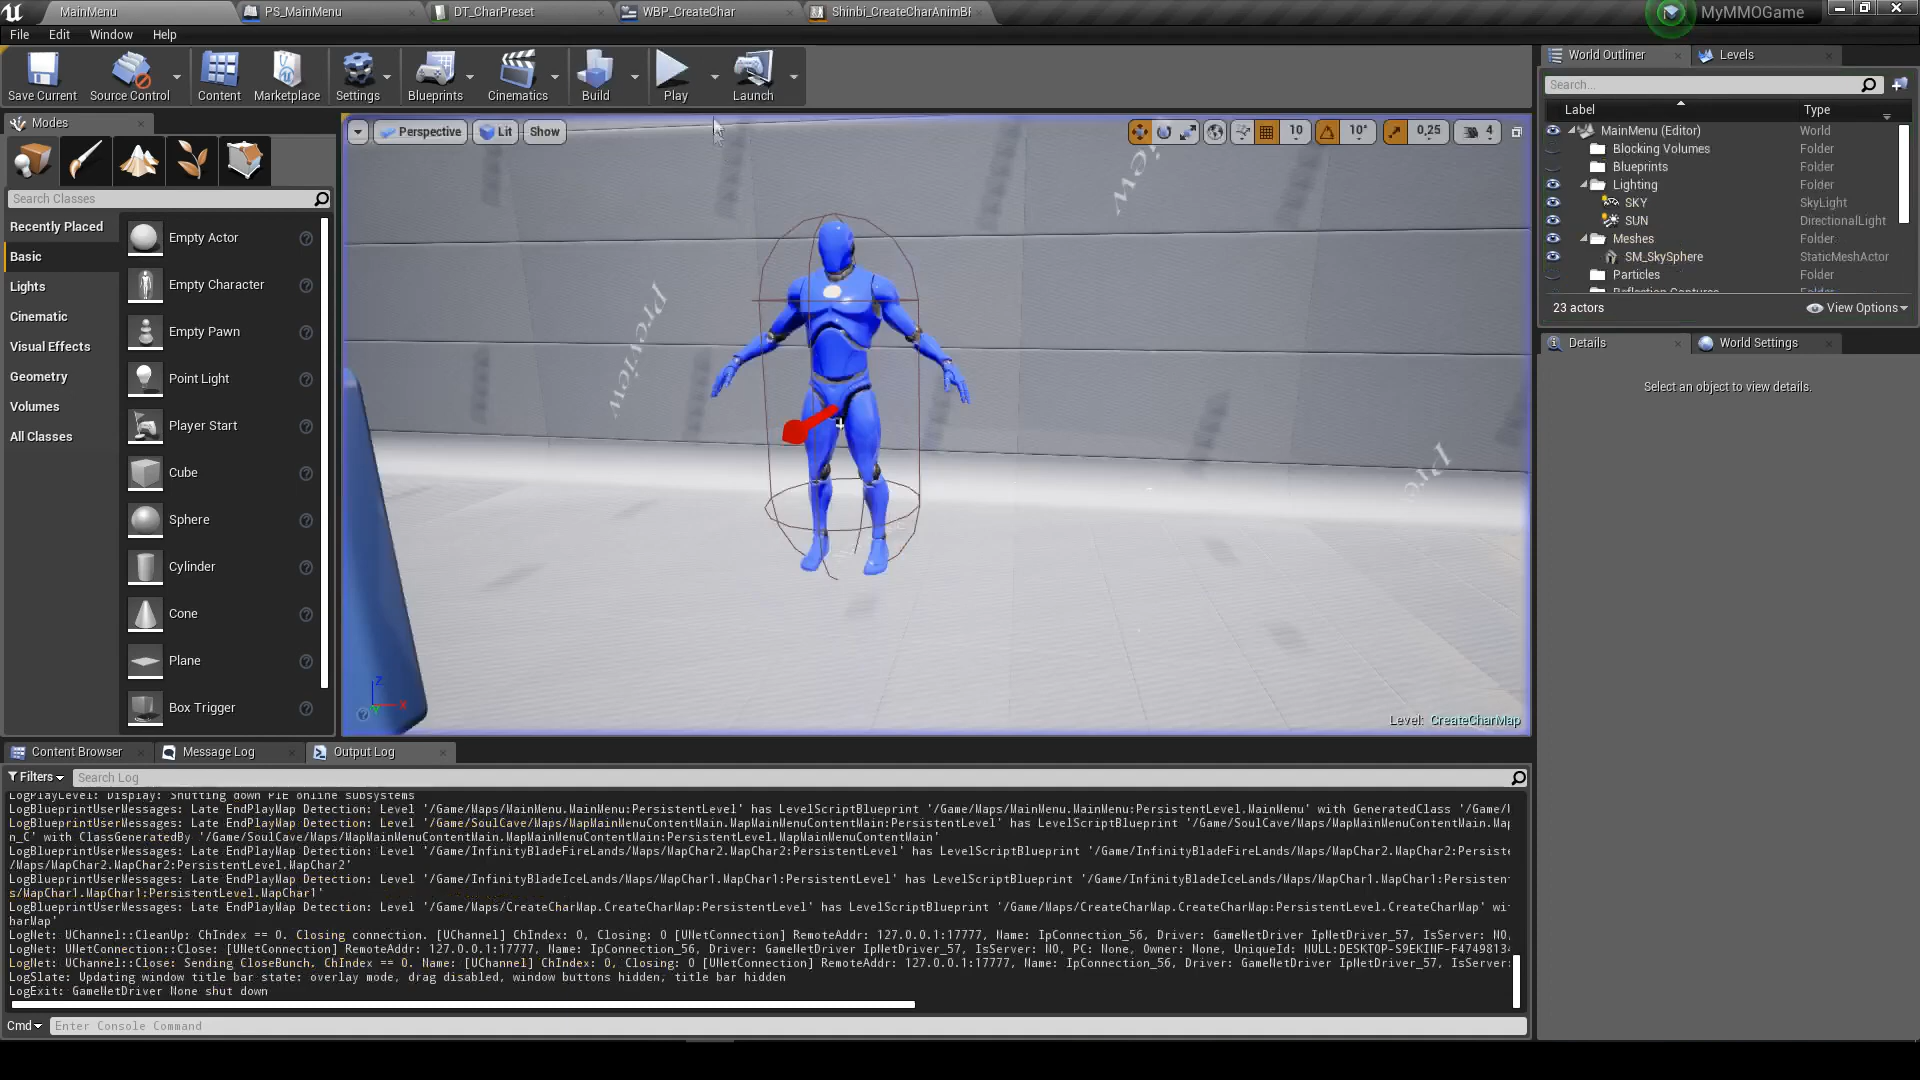 MainMenu
PS_MainMenu
DT_CharPreset
WBP_CreateChar
Shinbi_CreateCharAnimBl
MyMMOGame
File Edit Window Help
Save Current
Source Control
Content
Marketplace
Settings
Blueprints
Cinematics
Build
Play
Launch
World Outliner
Levels
Search...
Label Type
MainMenu (Editor) World
Blocking Volumes Folder
Blueprints Folder
Lighting Folder
SKY SkyLight
SUN DirectionalLight
Meshes Folder
SM_SkySphere StaticMeshActor
Particles Folder
Reflection Captures Folder
23 actors
View Options
Details
World Settings
Select an object to view details.
Modes
Search Classes
Recently Placed
Basic
Lights
Cinematic
Visual Effects
Geometry
Volumes
All Classes
Empty Actor
Empty Character
Empty Pawn
Point Light
Player Start
Cube
Sphere
Cylinder
Cone
Plane
Box Trigger
Perspective
Lit
Show
10
10°
0.25
4
Preview
Z
X
Level: CreateCharMap
Content Browser
Message Log
Output Log
Filters
Search Log
LogPlayLevel: Display: Shutting down PIE online subsystems
LogBlueprintUserMessages: Late EndPlayMap Detection: Level '/Game/Maps/MainMenu.MainMenu:PersistentLevel' has LevelScriptBlueprint '/Game/Maps/MainMenu.MainMenu:PersistentLevel.MainMenu' with GeneratedClass '/Game/
LogBlueprintUserMessages: Late EndPlayMap Detection: Level '/Game/SoulCave/Maps/MapMainMenuContentMain.MapMainMenuContentMain:PersistentLevel' has LevelScriptBlueprint '/Game/SoulCave/Maps/MapMainMenuContentMain.Map
n_C' with ClassGeneratedBy '/Game/SoulCave/Maps/MapMainMenuContentMain.MapMainMenuContentMain:PersistentLevel.MapMainMenuContentMain'
LogBlueprintUserMessages: Late EndPlayMap Detection: Level '/Game/InfinityBladeFireLands/Maps/MapChar2.MapChar2:PersistentLevel' has LevelScriptBlueprint '/Game/InfinityBladeFireLands/Maps/MapChar2.MapChar2:Persiste
/Maps/MapChar2.MapChar2:PersistentLevel.MapChar2'
LogBlueprintUserMessages: Late EndPlayMap Detection: Level '/Game/InfinityBladeIceLands/Maps/MapChar1.MapChar1:PersistentLevel' has LevelScriptBlueprint '/Game/InfinityBladeIceLands/Maps/MapChar1.MapChar1:Persistent
s/MapChar1.MapChar1:PersistentLevel.MapChar1'
LogBlueprintUserMessages: Late EndPlayMap Detection: Level '/Game/Maps/CreateCharMap.CreateCharMap:PersistentLevel' has LevelScriptBlueprint '/Game/Maps/CreateCharMap.CreateCharMap:PersistentLevel.CreateCharMap' wi
harMap'
LogNet: UChannel::CleanUp: ChIndex == 0. Closing connection. [UChannel] ChIndex: 0, Closing: 0 [UNetConnection] RemoteAddr: 127.0.0.1:17777, Name: IpConnection_56, Driver: GameNetDriver IpNetDriver_57, IsServer: NO,
LogNet: UNetConnection::Close: [UNetConnection] RemoteAddr: 127.0.0.1:17777, Name: IpConnection_56, Driver: GameNetDriver IpNetDriver_57, IsServer: NO, PC: None, Owner: None, UniqueId: NULL:DESKTOP-S9EKINF-F4749813
LogNet: UChannel::Close: Sending CloseBunch. ChIndex == 0. Name: [UChannel] ChIndex: 0, Closing: 0 [UNetConnection] RemoteAddr: 127.0.0.1:17777, Name: IpConnection_56, Driver: GameNetDriver IpNetDriver_57, IsServer:
LogSlate: Updating window title bar state: overlay mode, drag disabled, window buttons hidden, title bar hidden
LogExit: GameNetDriver None shut down
Cmd
Enter Console Command